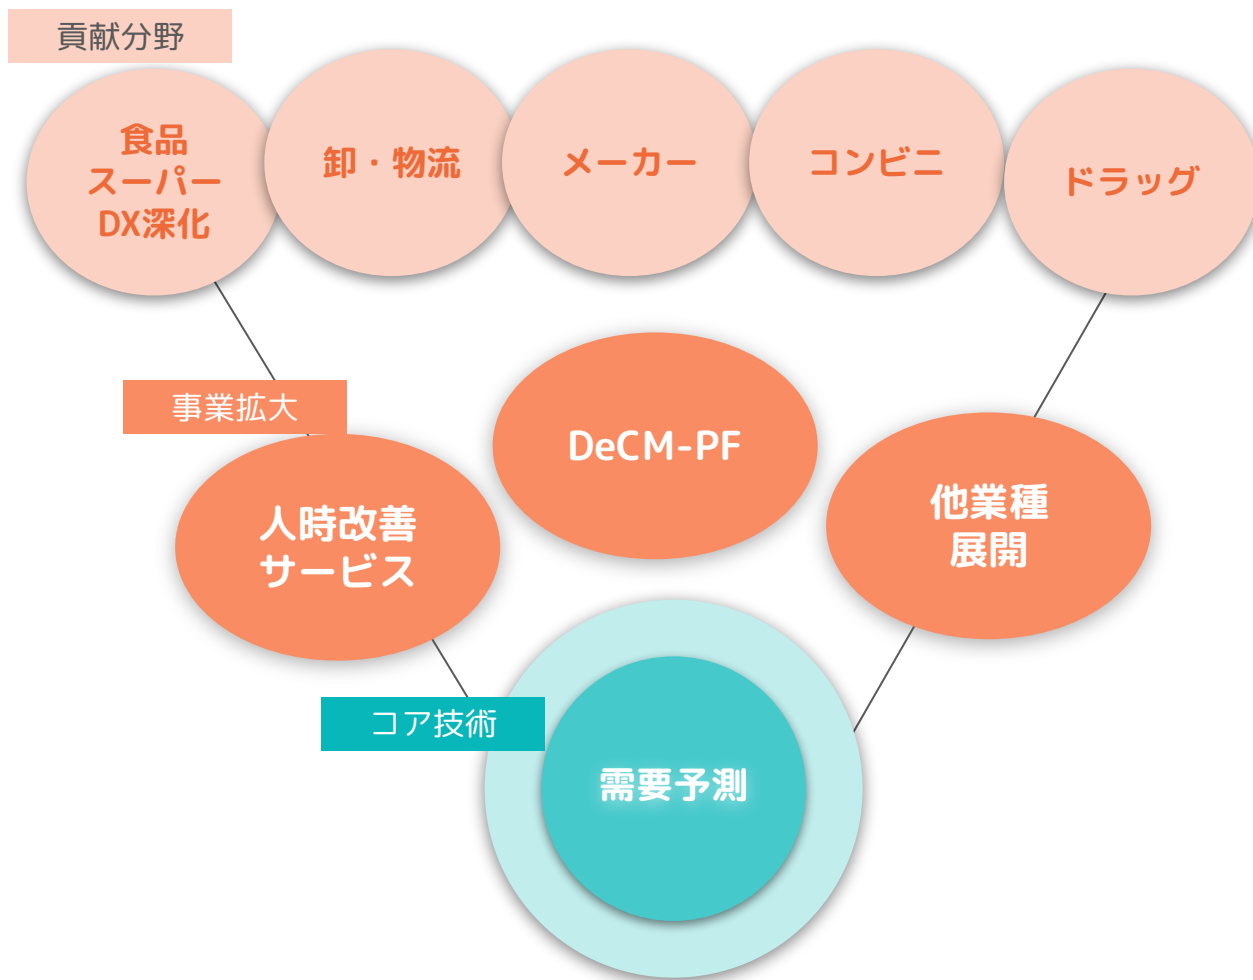 貢献分野
食品
スーパー
DX深化
卸・物流
メーカー
コンビニ
ドラッグ
事業拡大
人時改善
サービス
DeCM-PF
他業種
展開
コア技術
需要予測